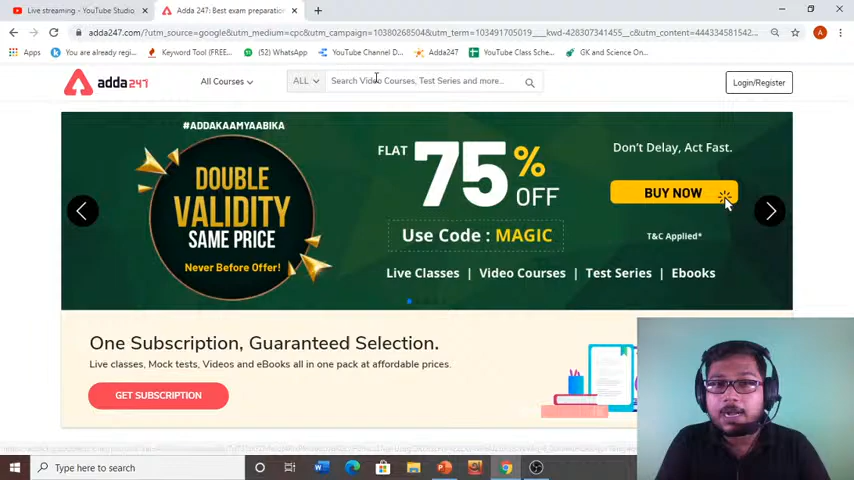 Live streaming - YouTube Studio
Adda 247: Best exam preparation
adda247.com/?utm_source=google&utm_medium=cpc&utm_campaign=10380268504&utm_term=103491705019___kwd-428307341455__c&utm_content=444334581542...
Apps
You are already regi...
Keyword Tool (FREE)...
(52) WhatsApp
YouTube Channel D...
Adda247
YouTube Class Sche...
GK and Science On...
adda247
All Courses
ALL
Search Video Courses, Test Series and more...
Login/Register
#ADDAKAAMYAABIKA
DOUBLE
VALIDITY
SAME PRICE
Never Before Offer!
FLAT 75% OFF
Use Code : MAGIC
Live Classes | Video Courses | Test Series | Ebooks
Don't Delay, Act Fast.
BUY NOW
T&C Applied*
One Subscription, Guaranteed Selection.
Live classes, Mock tests, Videos and eBooks all in one pack at affordable prices.
GET SUBSCRIPTION
Type here to search